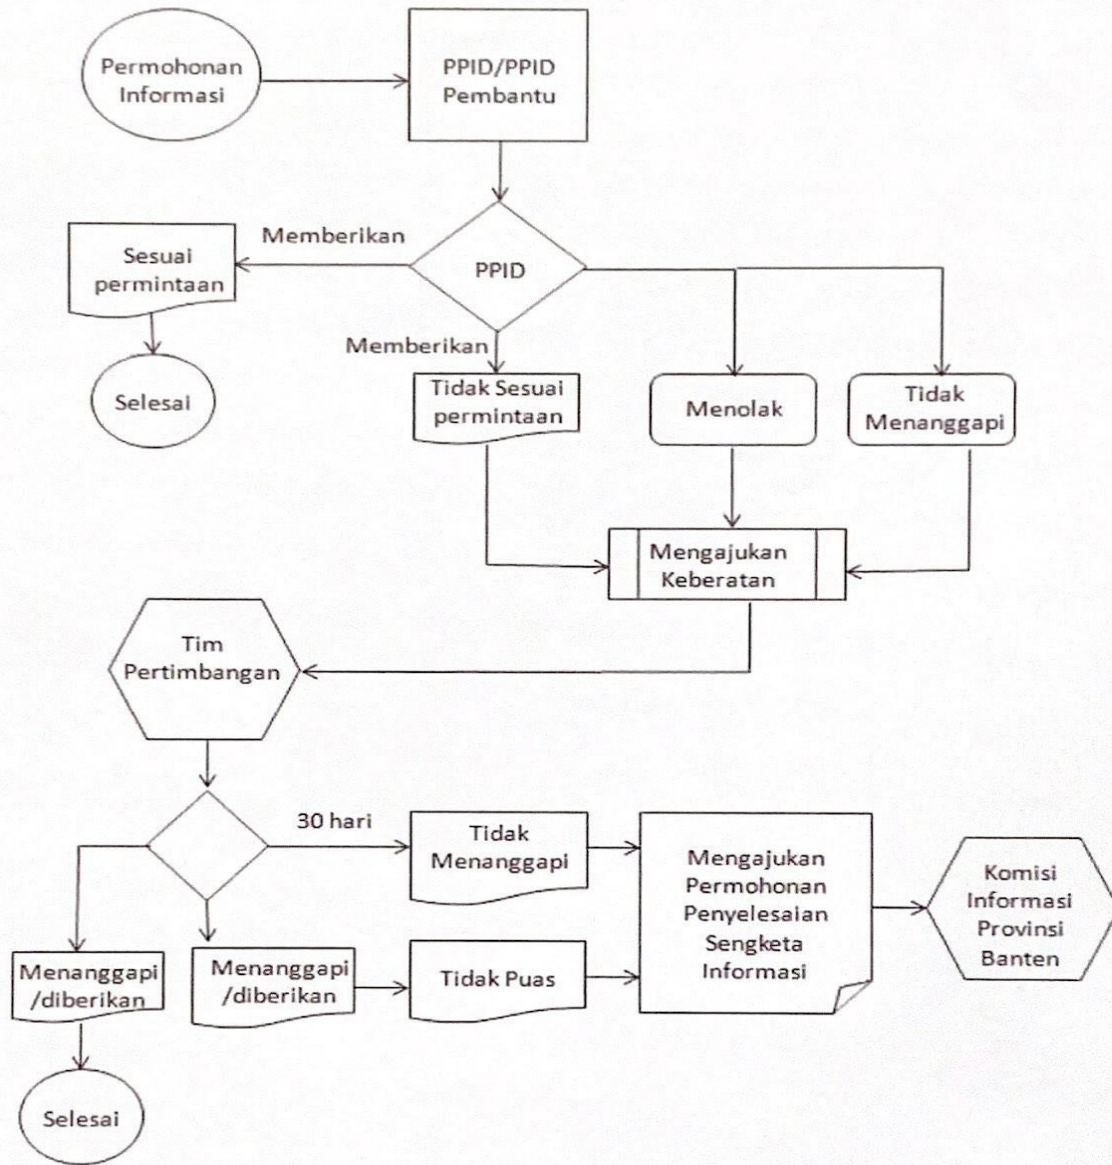 Permohonan
Informasi
PPID/PPID
Pembantu
Memberikan
Sesuai
permintaan
PPID
Memberikan
Selesai
Tidak Sesuai
permintaan
Menolak
Tidak
Menanggapi
Mengajukan
Keberatan
Tim
Pertimbangan
30 hari
Tidak
Menanggapi
Mengajukan
Permohonan
Penyelesaian
Sengketa
Informasi
Komisi
Informasi
Provinsi
Banten
Menanggapi
/diberikan
Menanggapi
/diberikan
Tidak Puas
Selesai